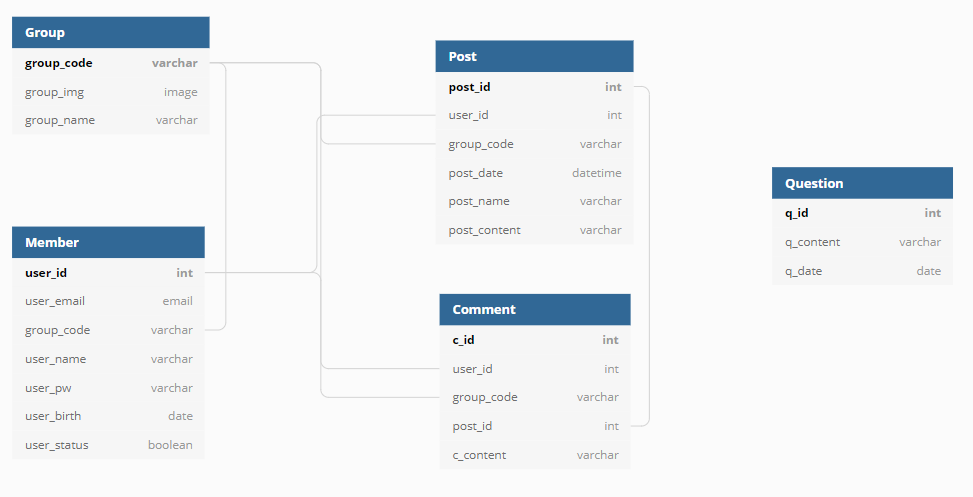 Group
group_code varchar
group_img image
group_name varchar
Member
user_id int
user_email email
group_code varchar
user_name varchar
user_pw varchar
user_birth date
user_status boolean
Post
post_id int
user_id int
group_code varchar
post_date datetime
post_name varchar
post_content varchar
Comment
c_id int
user_id int
group_code varchar
post_id int
c_content varchar
Question
q_id int
q_content varchar
q_date date